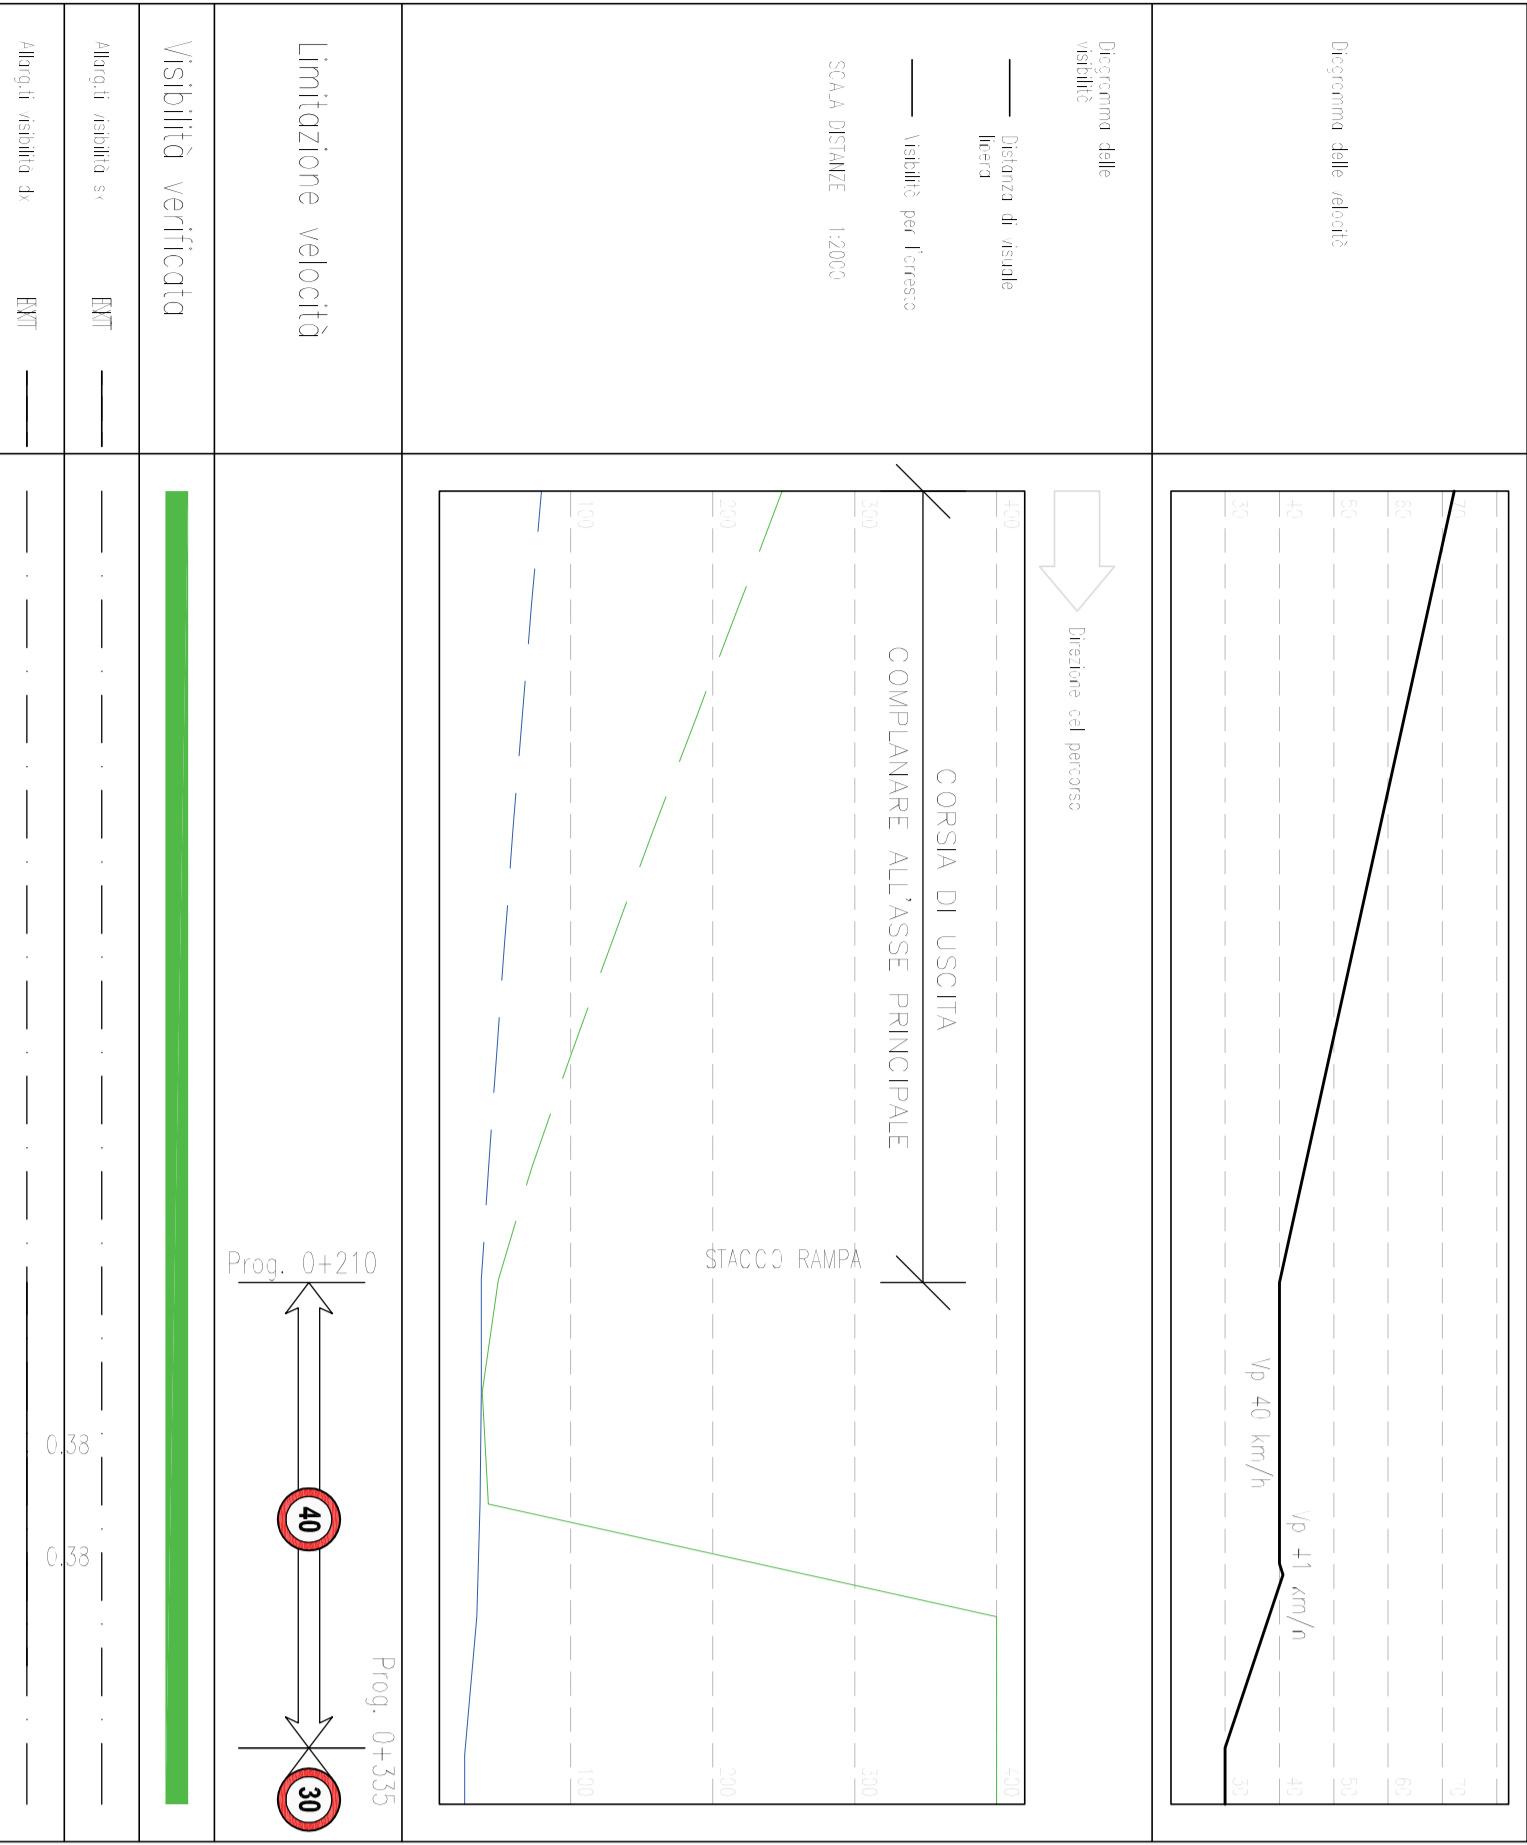 Diagramma delle velocità
30
40
50
60
70
30
40
50
60
70
Vp 40 km/h
Vp 41 km/h
Diagramma delle
visibilità
Distanza di visuale
libera
Visibilità per l'arresto
SCALA DISTANZE 1:2000
Direzione del percorso
CORSIA DI USCITA
COMPLANARE ALL'ASSE PRINCIPALE
STACCO RAMPA
400
300
200
100
400
300
200
100
Limitazione velocità
Prog. 0+210
40
Prog. 0+335
30
Visibilità verificata
Allarg.ti visibilità sx
Allarg.ti visibilità dx
0.38
0.38